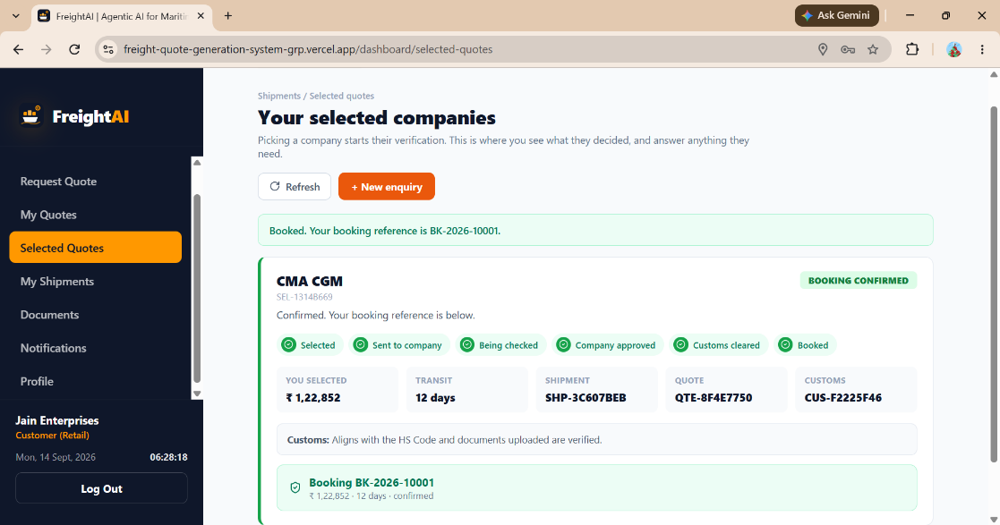 FreightAI | Agentic AI for Mariti
Ask Gemini
freight-quote-generation-system-grp.vercel.app/dashboard/selected-quotes
FreightAI
Request Quote
My Quotes
Selected Quotes
My Shipments
Documents
Notifications
Profile
Jain Enterprises
Customer (Retail)
Mon, 14 Sept, 2026 06:28:18
Log Out
Shipments / Selected quotes
Your selected companies
Picking a company starts their verification. This is where you see what they decided, and answer anything they
need.
Refresh
+ New enquiry
Booked. Your booking reference is BK-2026-10001.
CMA CGM
BOOKING CONFIRMED
SEL-1314B669
Confirmed. Your booking reference is below.
Selected Sent to company Being checked Company approved Customs cleared Booked
YOU SELECTED TRANSIT SHIPMENT QUOTE CUSTOMS
₹ 1,22,852 12 days SHP-3C607BEB QTE-8F4E7750 CUS-F2225F46
Customs: Aligns with the HS Code and documents uploaded are verified.
Booking BK-2026-10001
₹ 1,22,852 · 12 days · confirmed